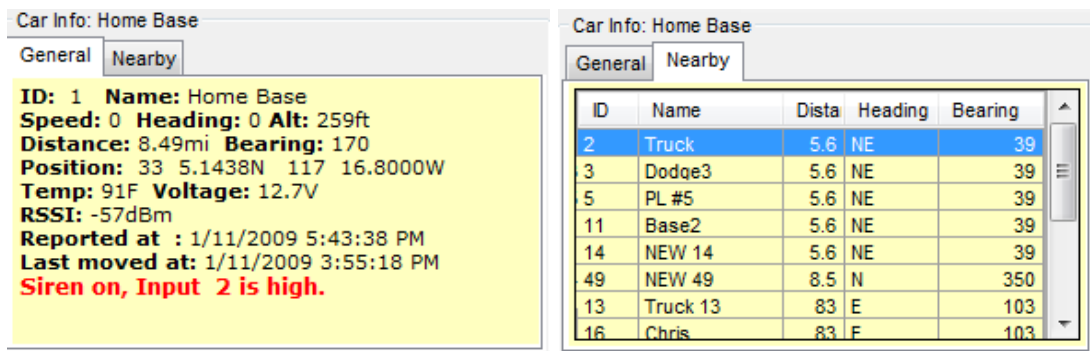 Car Info: Home Base
General Nearby
ID: 1 Name: Home Base
Speed: 0 Heading: 0 Alt: 259ft
Distance: 8.49mi Bearing: 170
Position: 33 5.1438N 117 16.8000W
Temp: 91F Voltage: 12.7V
RSSI: -57dBm
Reported at : 1/11/2009 5:43:38 PM
Last moved at: 1/11/2009 3:55:18 PM
Siren on, Input 2 is high.
Car Info: Home Base
General Nearby
ID Name Dista Heading Bearing
2 Truck 5.6 NE 39
3 Dodge3 5.6 NE 39
5 PL #5 5.6 NE 39
11 Base2 5.6 NE 39
14 NEW 14 5.6 NE 39
49 NEW 49 8.5 N 350
13 Truck 13 83 E 103
16 Chris 83 E 103